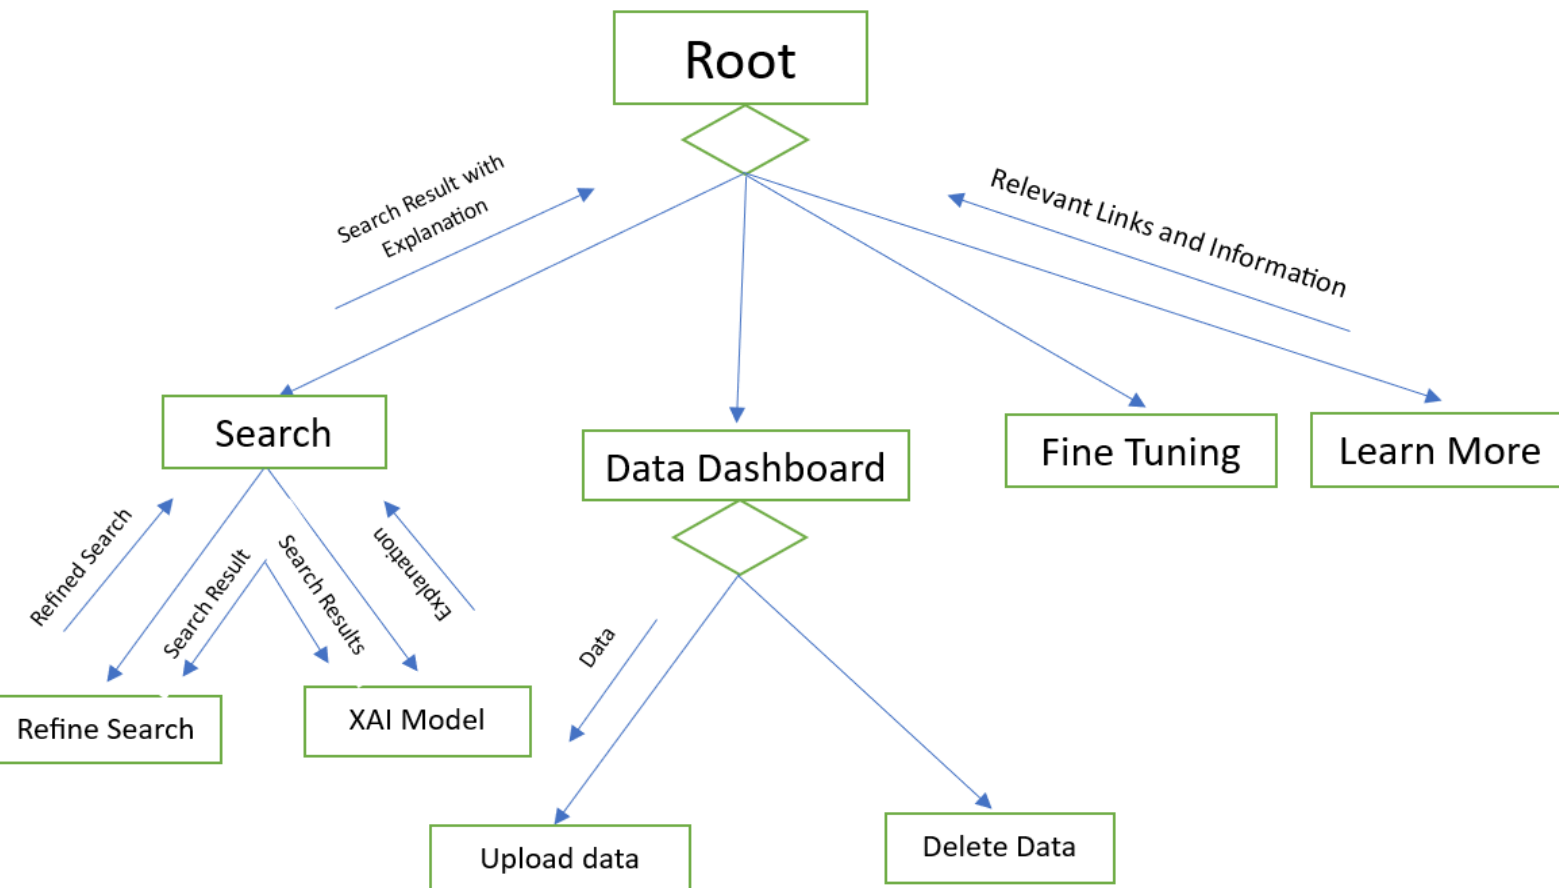 Root
Search Result with
Explanation
Relevant Links and Information
Search
Data Dashboard
Fine Tuning
Learn More
Refined Search
Search Result
Search Results
Explanation
Data
Refine Search
XAI Model
Upload data
Delete Data